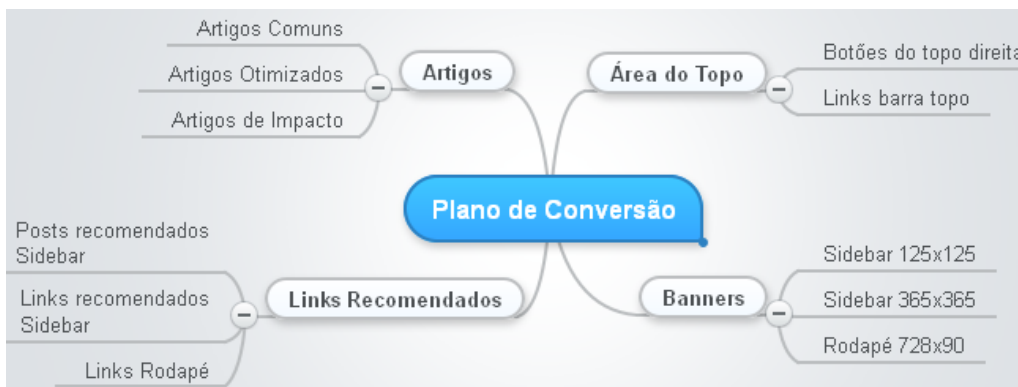 Artigos Comuns
Artigos Otimizados
Artigos de Impacto
Artigos
Área do Topo
Botões do topo direita
Links barra topo
Plano de Conversão
Posts recomendados
Sidebar
Links recomendados
Sidebar
Links Rodapé
Links Recomendados
Banners
Sidebar 125x125
Sidebar 365x365
Rodapé 728x90